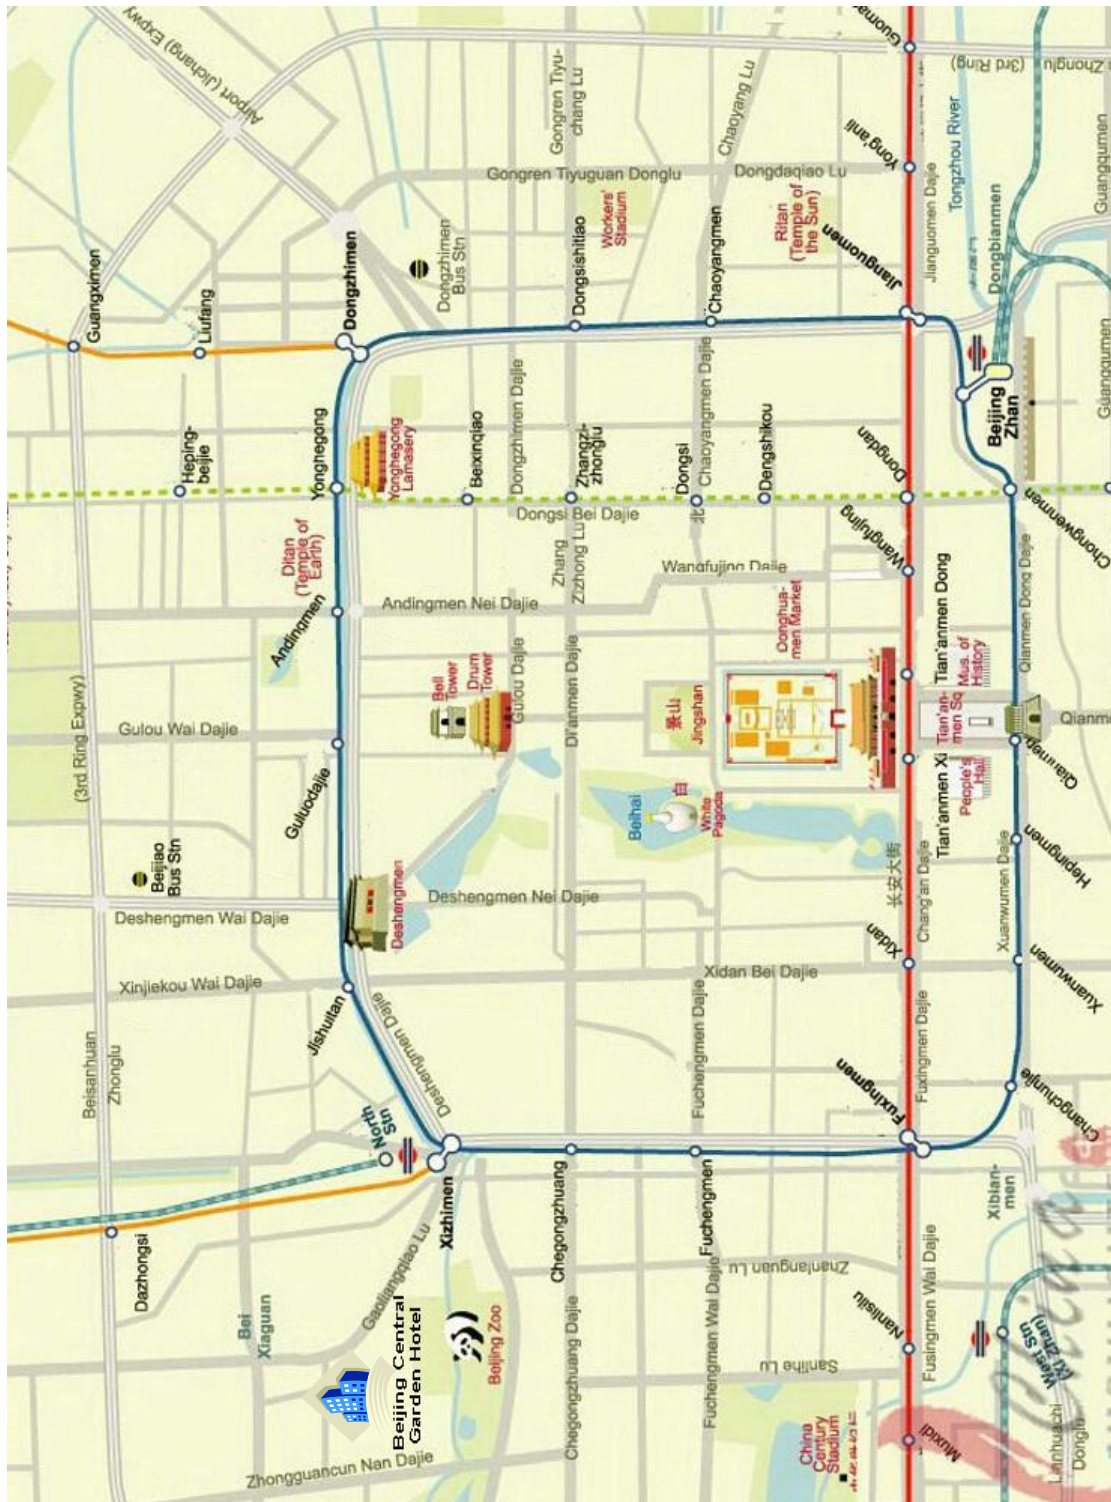 Guangximen
Liufang
Airport (Jichang) Expwy
Dongzhimen
Dongzhimen
Bus Stn
Gongren Tiyu-
chang Lu
Gongren Tiyuguan Donglu
Workers'
Stadium
Dongsishitiao
Chaoyangmen
Chaoyang Lu
Dongdaqiao Lu
Ritan
(Temple of
the Sun)
Yong'anli
Guomao
Jianguomen
Jianguomen Dajie
Tongzhou River
(3rd Ring)
Zhonglu
Dongbianmen
Guangqumen
Guangqumen
Beijing
Zhan
Heping-
beijie
Yonghegong
Yonghegong
Lamasery
Beixinqiao
Dongzhimen Dajie
Zhangzi-
zhonglu
Dongsi
Chaoyangmen Dajie
Dengshikou
Dongdan
Chongwenmen
Dongsi Bei Dajie
北
Ditan
(Temple of
Earth)
Andingmen
Andingmen Nei Dajie
Zhang
Zizhong Lu
Wangfujing Dajie
Wangfujing
Qianmen Dong Dajie
(3rd Ring Expwy)
Gulou Wai Dajie
Guluodajie
Bell
Tower
Drum
Tower
Gulou Dajie
Di'anmen Dajie
景山
Jingshan
Donghua-
men Market
Tian'anmen Dong
Mus. of
History
Tian'an-
men Sq
Tian'anmen Xi
People's
Hall
Qianmen
Beihai
白
White
Pagoda
Beijiao
Bus Stn
Deshengmen
Deshengmen Wai Dajie
Deshengmen Nei Dajie
长安大街
Chang'an Dajie
Xuanwumen Dajie
Hepingmen
Xinjiekou Wai Dajie
Jishuitan
Deshengmen Dajie
Xidan Bei Dajie
Xidan
Xuanwumen
Beisanhuan
Zhonglu
Fuchengmen Dajie
Fuxingmen Dajie
Fuxingmen
Changchunjie
North
Stn
Xizhimen
Chegongzhuang
Fuchengmen
Xibian-
men
Dazhongsi
Bei
Xiaguan
Gaoliangqiao Lu
Zhanlanguan Lu
Fusingmen Wai Dajie
Nanlisilu
West Stn
(Xi Zhan)
Beijing Central
Garden Hotel
Beijing Zoo
Chegongzhuang Dajie
Fuchengmen Wai Dajie
Sanlihe Lu
China
Century
Stadium
Muxidi
Zhongguancun Nan Dajie
Lianhuachi
Donglu
china